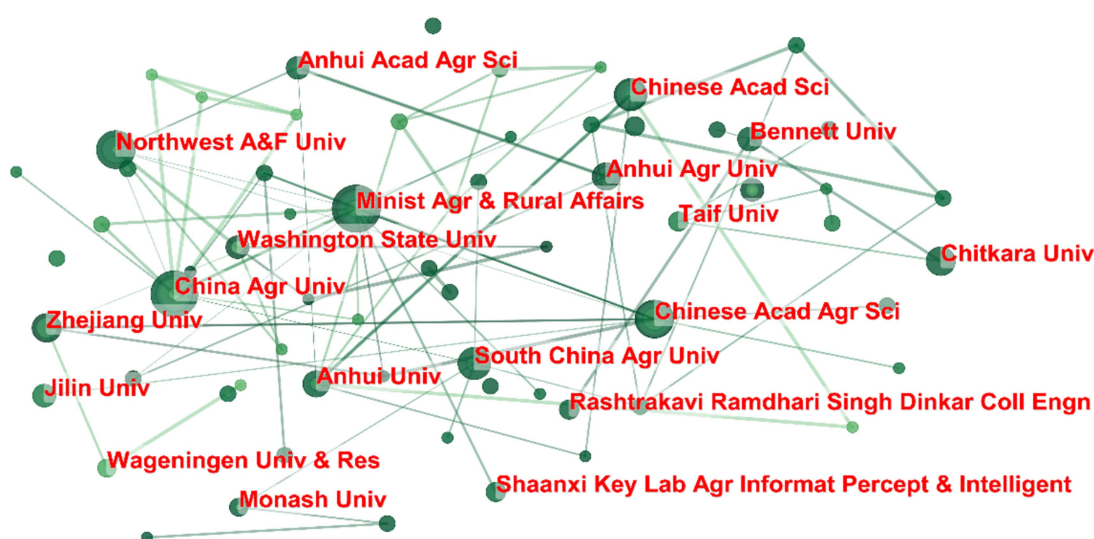 Anhui Acad Agr Sci
Chinese Acad Sci
Northwest A&F Univ
Bennett Univ
Anhui Agr Univ
Minist Agr & Rural Affairs
Taif Univ
Washington State Univ
Chitkara Univ
China Agr Univ
Chinese Acad Agr Sci
Zhejiang Univ
South China Agr Univ
Anhui Univ
Jilin Univ
Rashtrakavi Ramdhari Singh Dinkar Coll Engn
Wageningen Univ & Res
Shaanxi Key Lab Agr Informat Percept & Intelligent
Monash Univ